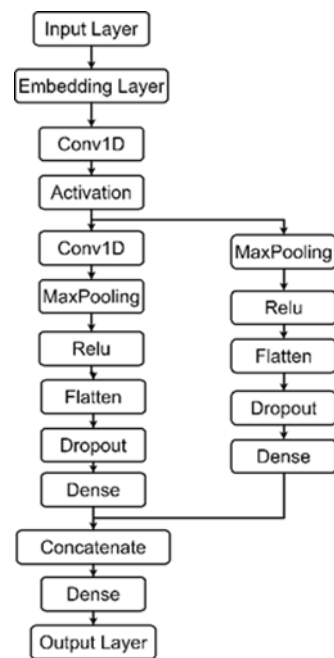 Input Layer
Embedding Layer
Conv1D
Activation
Conv1D
MaxPooling
Relu
Flatten
Dropout
Dense
MaxPooling
Relu
Flatten
Dropout
Dense
Concatenate
Dense
Output Layer